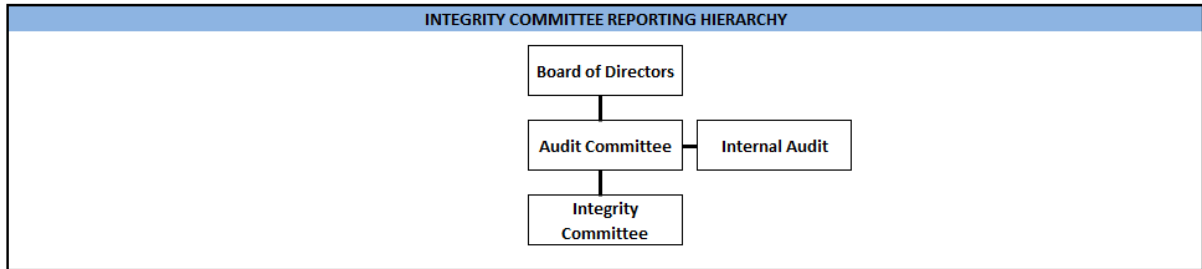 INTEGRITY COMMITTEE REPORTING HIERARCHY
Board of Directors
Audit Committee
Internal Audit
Integrity
Committee